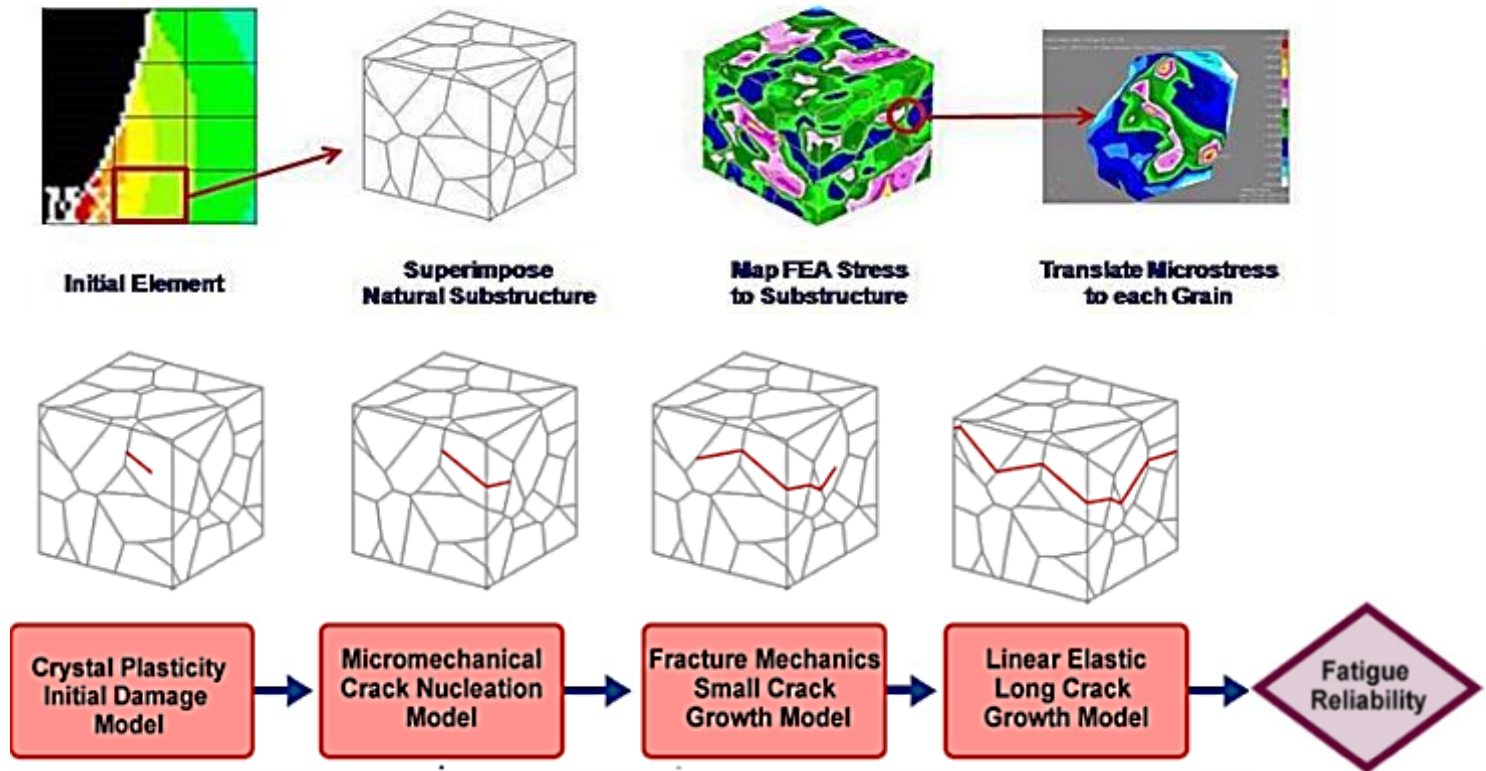 Initial Element
Superimpose
Natural Substructure
Map FEA Stress
to Substructure
Translate Microstress
to each Grain
Crystal Plasticity
Initial Damage
Model
Micromechanical
Crack Nucleation
Model
Fracture Mechanics
Small Crack
Growth Model
Linear Elastic
Long Crack
Growth Model
Fatigue
Reliability